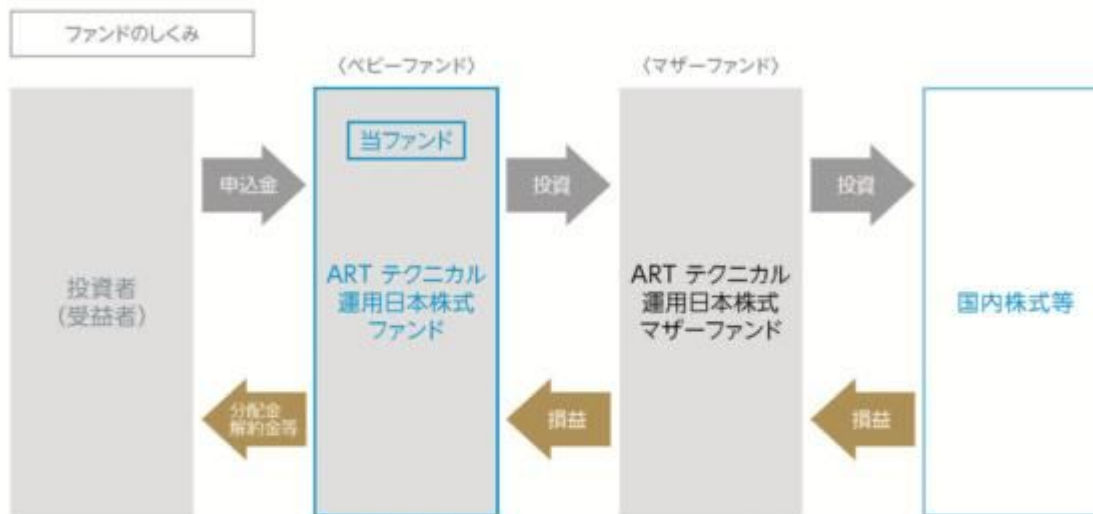 ファンドのしくみ
〈ベビーファンド〉
〈マザーファンド〉
当ファンド
申込金
投資
投資
投資者
(受益者)
ART テクニカル
運用日本株式
ファンド
ART テクニカル
運用日本株式
マザーファンド
国内株式等
分配金
解約金等
損益
損益